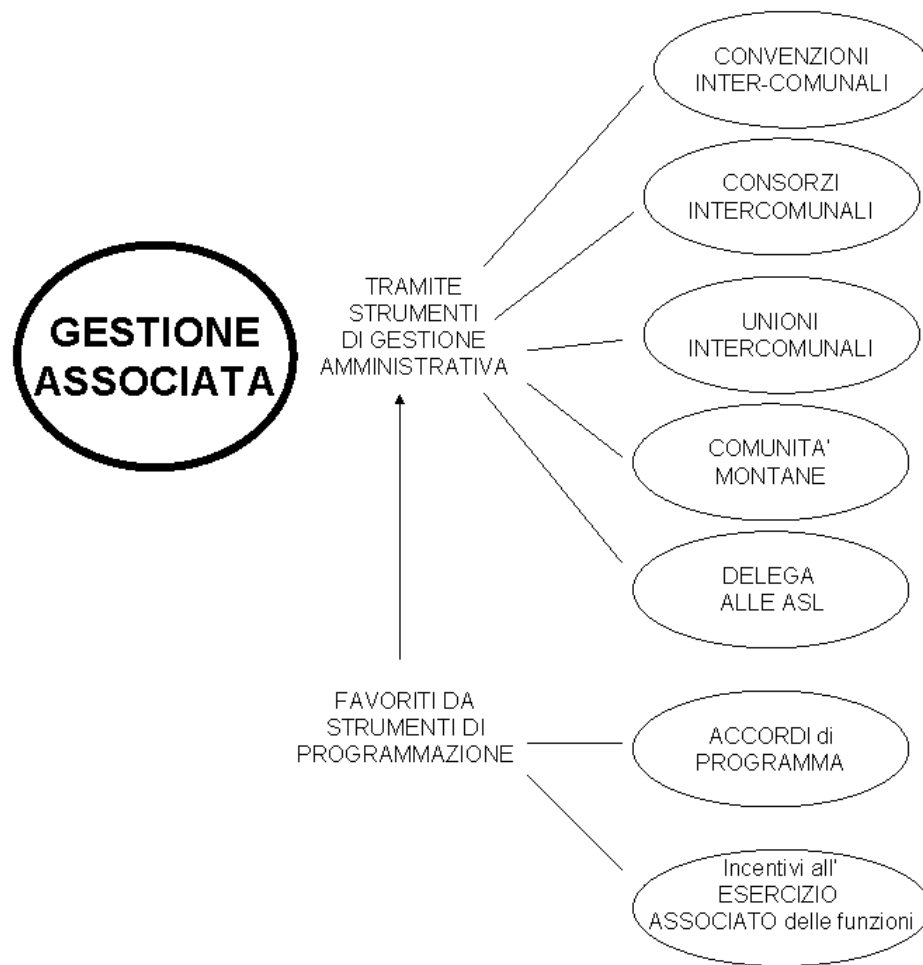 GESTIONE
ASSOCIATA
TRAMITE
STRUMENTI
DI GESTIONE
AMMINISTRATIVA
CONVENZIONI
INTER-COMUNALI
CONSORZI
INTERCOMUNALI
UNIONI
INTERCOMUNALI
COMUNITA'
MONTANE
DELEGA
ALLE ASL
FAVORITI DA
STRUMENTI DI
PROGRAMMAZIONE
ACCORDI di
PROGRAMMA
Incentivi all'
ESERCIZIO
ASSOCIATO delle funzioni